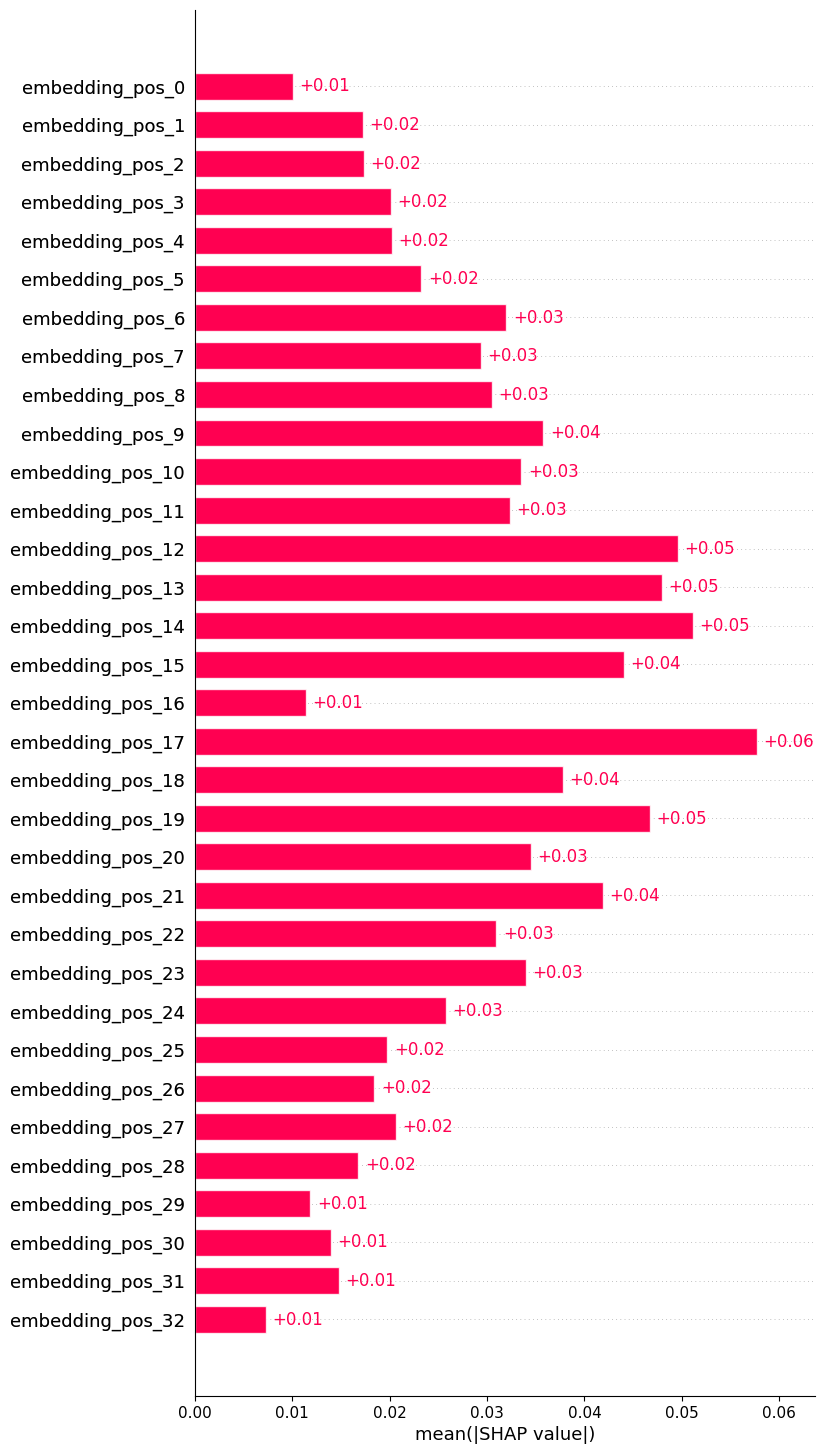 embedding_pos_0 +0.01
embedding_pos_1 +0.02
embedding_pos_2 +0.02
embedding_pos_3 +0.02
embedding_pos_4 +0.02
embedding_pos_5 +0.02
embedding_pos_6 +0.03
embedding_pos_7 +0.03
embedding_pos_8 +0.03
embedding_pos_9 +0.04
embedding_pos_10 +0.03
embedding_pos_11 +0.03
embedding_pos_12 +0.05
embedding_pos_13 +0.05
embedding_pos_14 +0.05
embedding_pos_15 +0.04
embedding_pos_16 +0.01
embedding_pos_17 +0.06
embedding_pos_18 +0.04
embedding_pos_19 +0.05
embedding_pos_20 +0.03
embedding_pos_21 +0.04
embedding_pos_22 +0.03
embedding_pos_23 +0.03
embedding_pos_24 +0.03
embedding_pos_25 +0.02
embedding_pos_26 +0.02
embedding_pos_27 +0.02
embedding_pos_28 +0.02
embedding_pos_29 +0.01
embedding_pos_30 +0.01
embedding_pos_31 +0.01
embedding_pos_32 +0.01
0.00 0.01 0.02 0.03 0.04 0.05 0.06
mean(|SHAP value|)